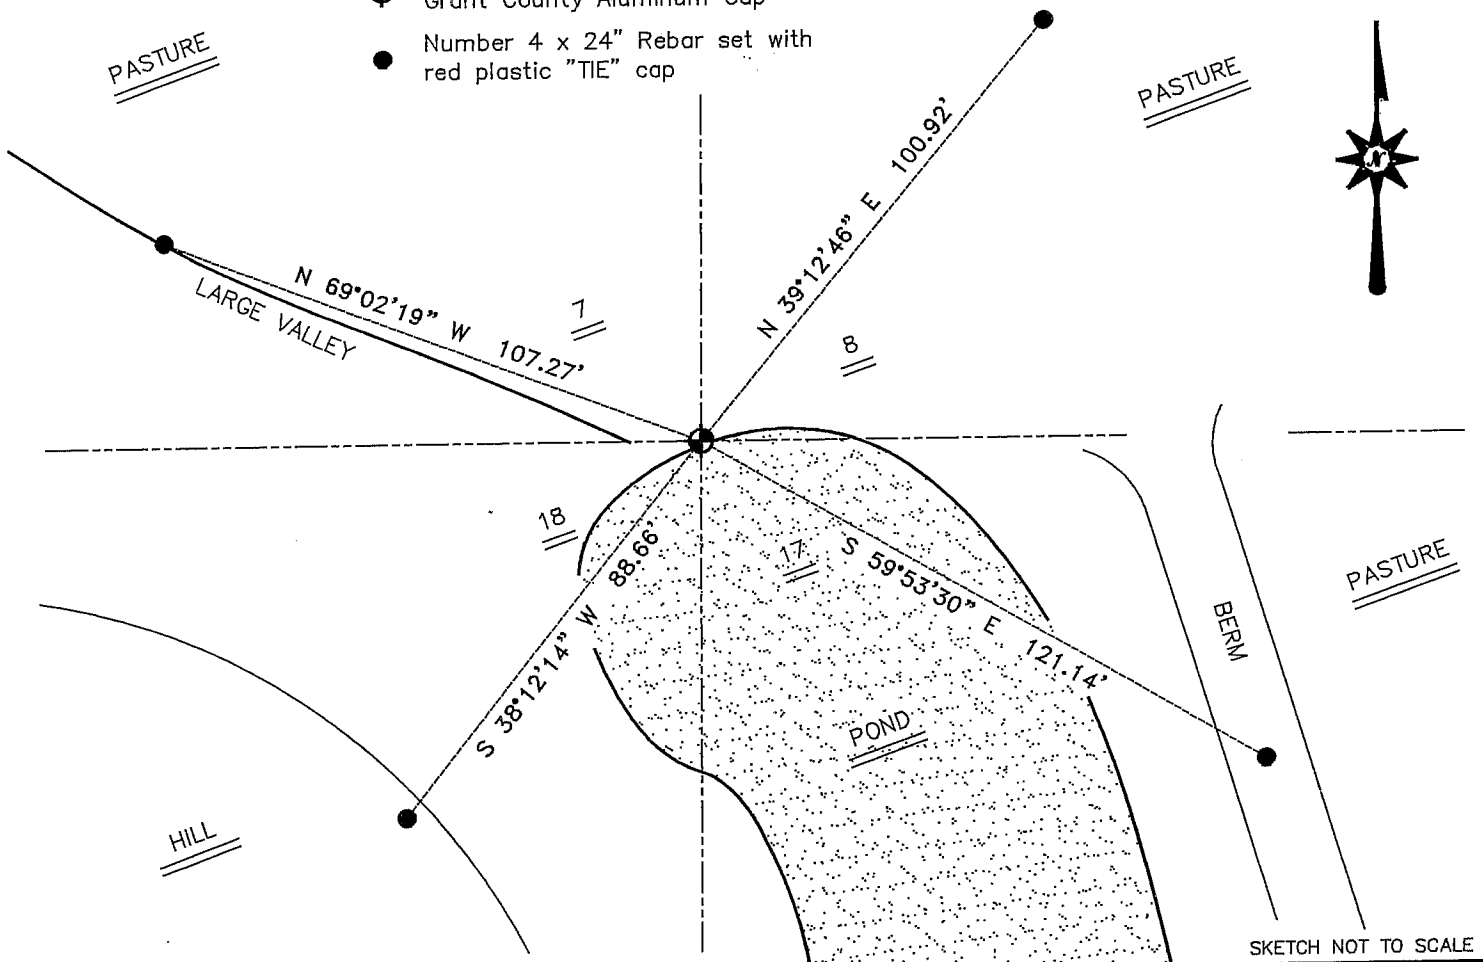 Grant County Aluminum Cap
Number 4 x 24" Rebar set with
red plastic "TIE" cap
PASTURE
PASTURE
N
N 39°12'46" E 100.92'
N 69°02'19" W 107.27'
LARGE VALLEY
7
8
18
17
S 59°53'30" E 121.14'
S 38°12'14" W 88.66'
PASTURE
BERM
POND
HILL
SKETCH NOT TO SCALE